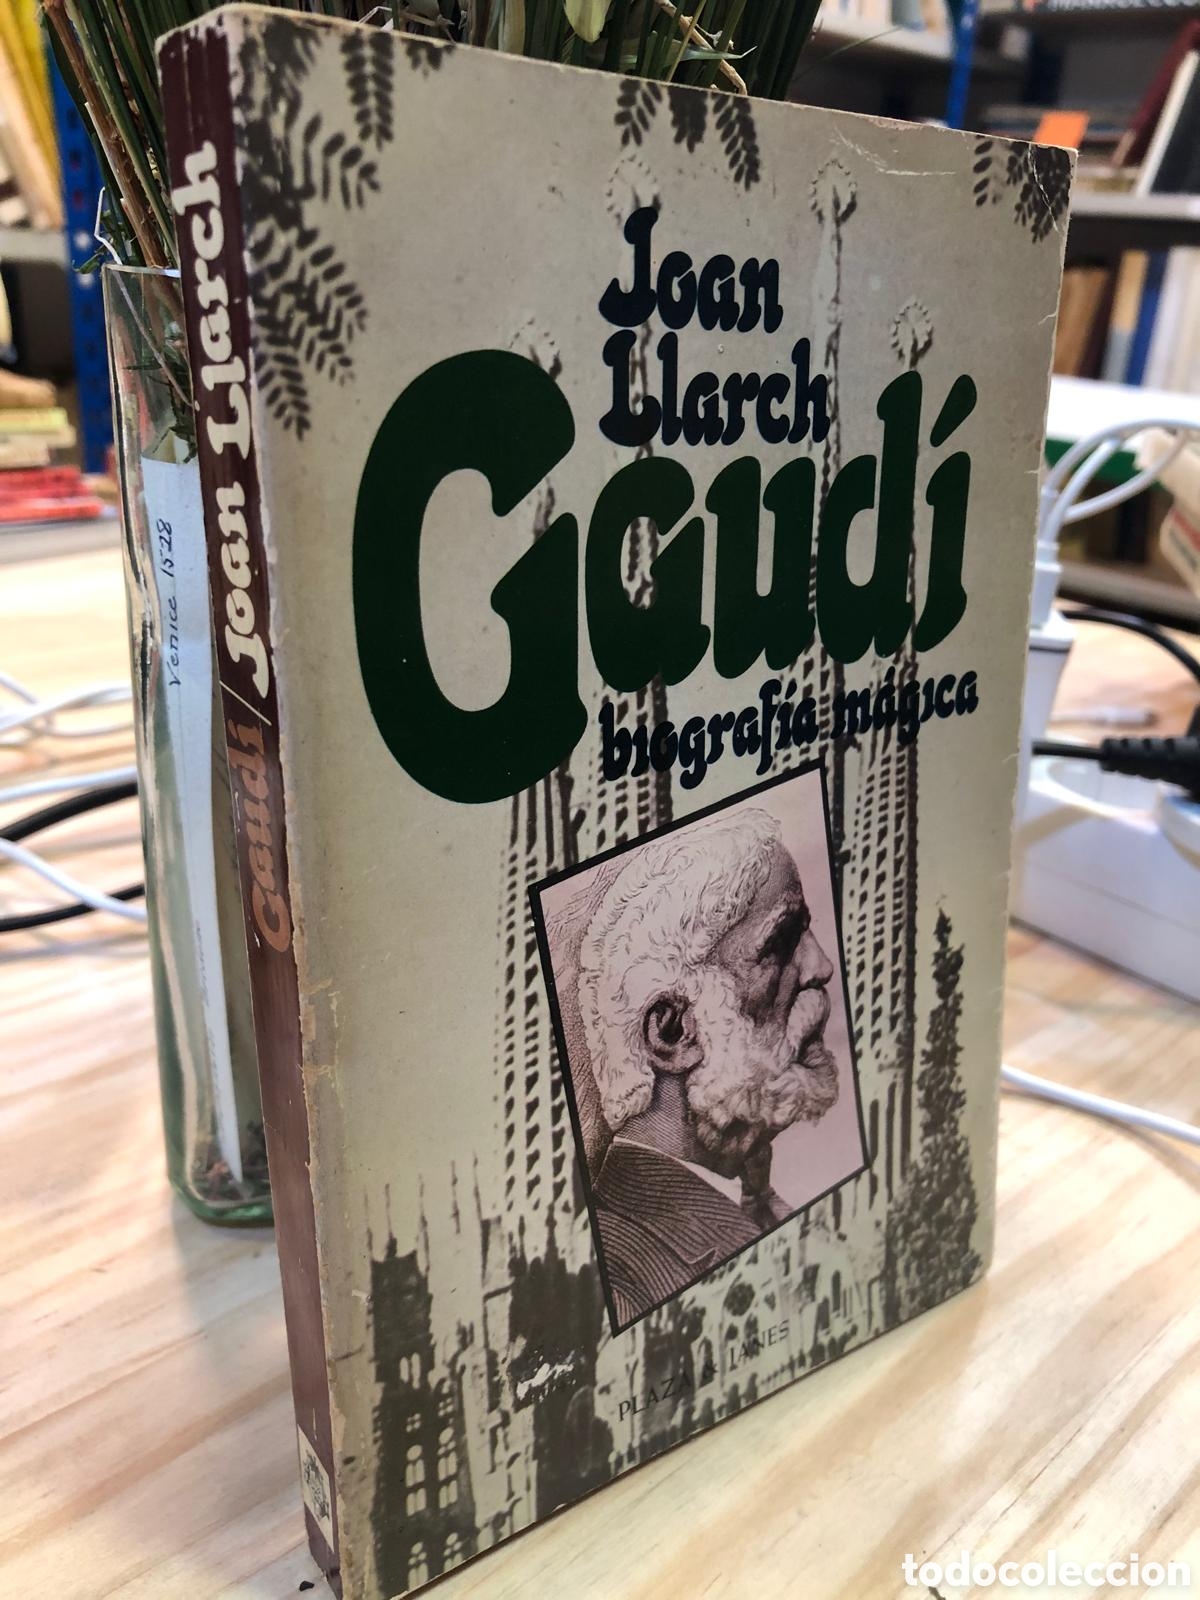 Joan
Llarch
Gaudí
biografía mágica
PLAZA & JANES
Gaudí / Joan Llarch
Venice 1528
todocoleccion